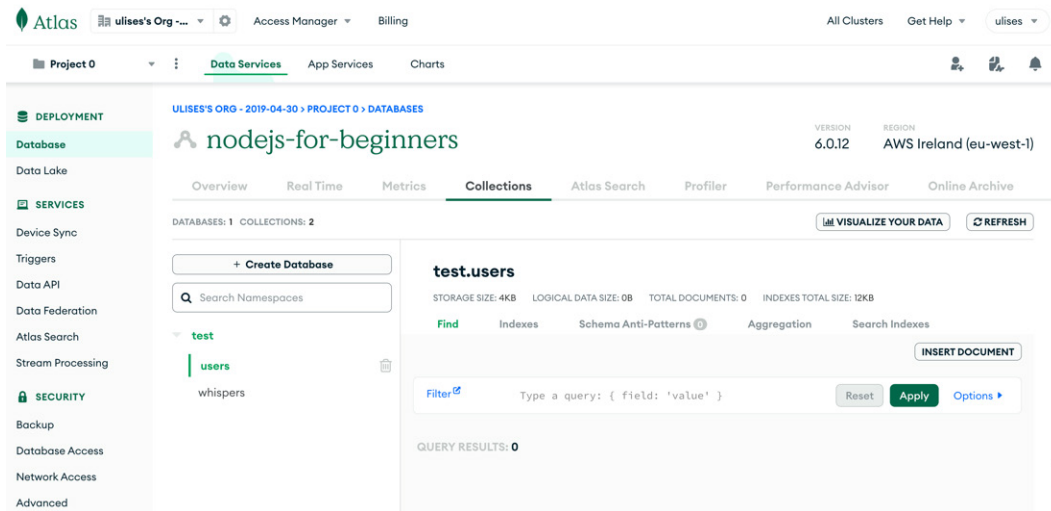 Atlas
ulises's Org -...
Access Manager
Billing
All Clusters
Get Help
ulises
Project 0
Data Services
App Services
Charts
DEPLOYMENT
Database
Data Lake
SERVICES
Device Sync
Triggers
Data API
Data Federation
Atlas Search
Stream Processing
SECURITY
Backup
Database Access
Network Access
Advanced
ULISES'S ORG - 2019-04-30 > PROJECT 0 > DATABASES
nodejs-for-beginners
VERSION
6.0.12
REGION
AWS Ireland (eu-west-1)
Overview
Real Time
Metrics
Collections
Atlas Search
Profiler
Performance Advisor
Online Archive
DATABASES: 1 COLLECTIONS: 2
VISUALIZE YOUR DATA
REFRESH
+ Create Database
Search Namespaces
test
users
whispers
test.users
STORAGE SIZE: 4KB LOGICAL DATA SIZE: 0B TOTAL DOCUMENTS: 0 INDEXES TOTAL SIZE: 12KB
Find
Indexes
Schema Anti-Patterns 0
Aggregation
Search Indexes
INSERT DOCUMENT
Filter
Type a query: { field: 'value' }
Reset
Apply
Options
QUERY RESULTS: 0